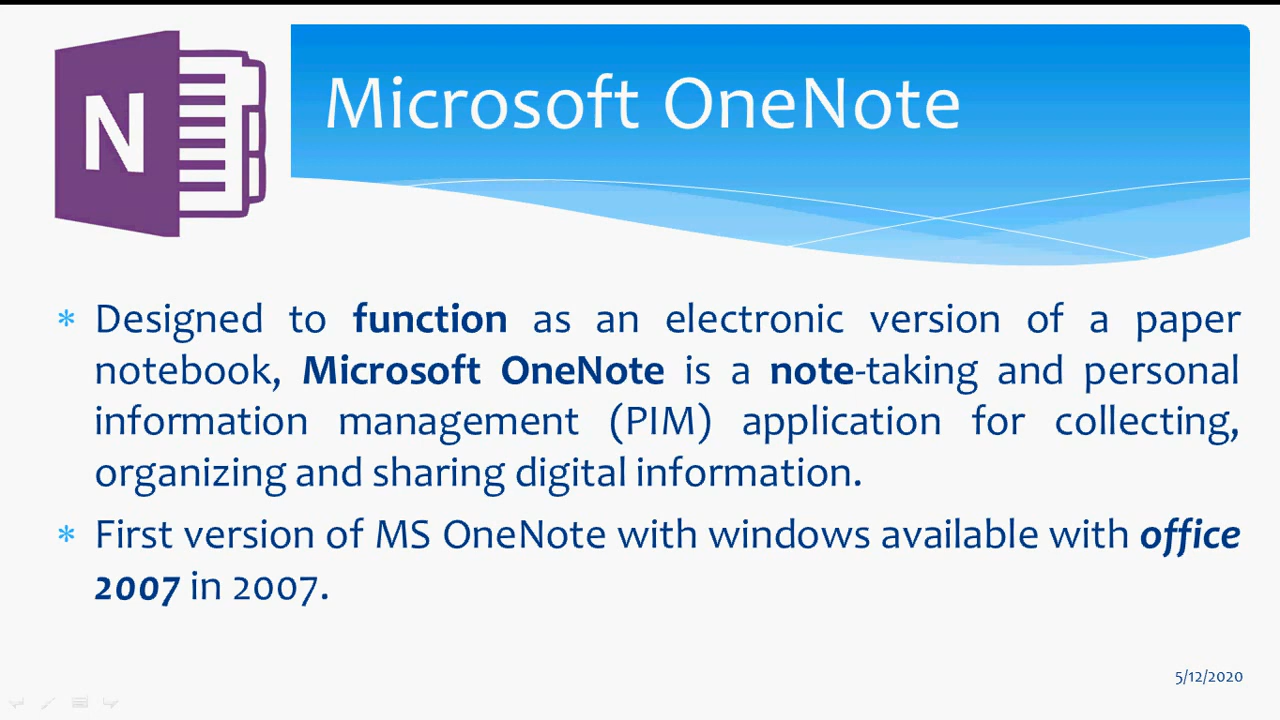 N
Microsoft OneNote
* Designed to function as an electronic version of a paper
notebook, Microsoft OneNote is a note-taking and personal
information management (PIM) application for collecting,
organizing and sharing digital information.
* First version of MS OneNote with windows available with office
2007 in 2007.
5/12/2020